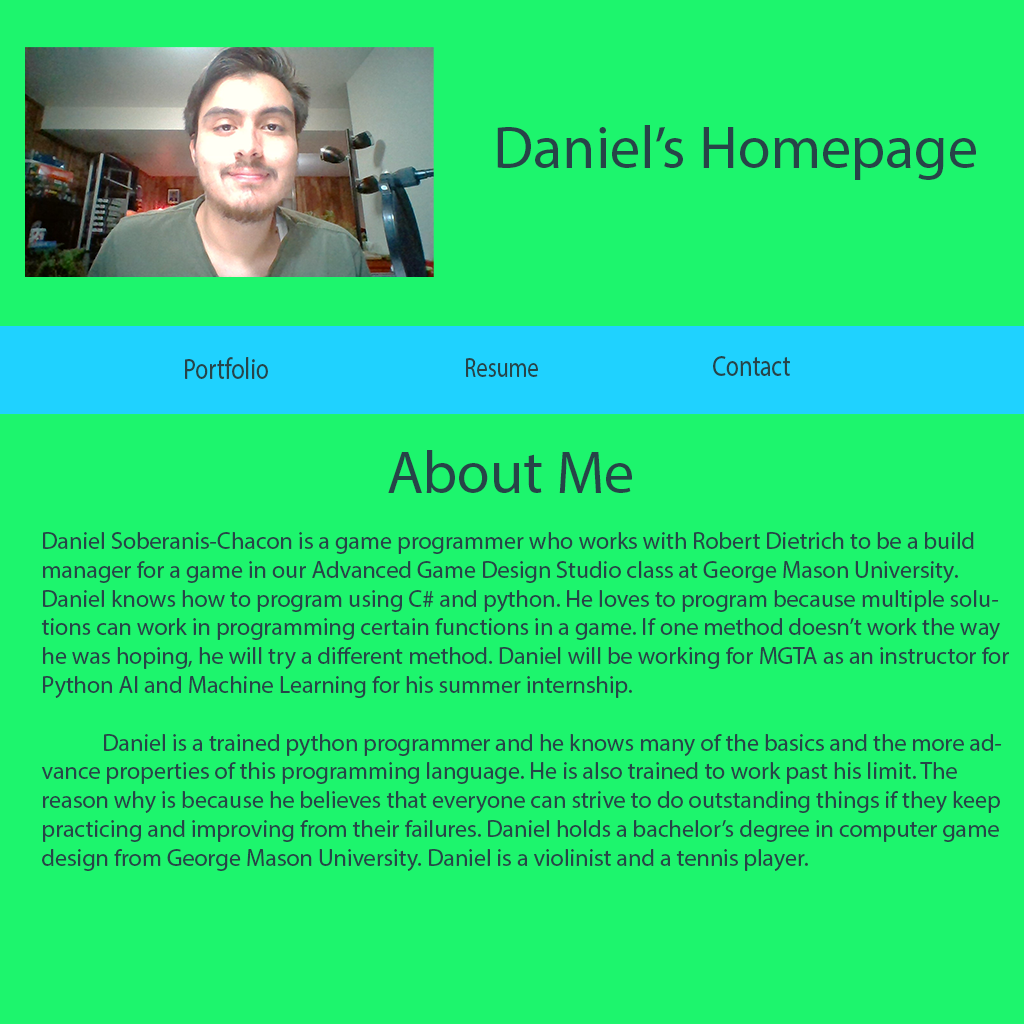 Daniel’s Homepage
Portfolio Resume Contact
About Me
Daniel Soberanis-Chacon is a game programmer who works with Robert Dietrich to be a build
manager for a game in our Advanced Game Design Studio class at George Mason University.
Daniel knows how to program using C# and python. He loves to program because multiple solu-
tions can work in programming certain functions in a game. If one method doesn’t work the way
he was hoping, he will try a different method. Daniel will be working for MGTA as an instructor for
Python AI and Machine Learning for his summer internship.
Daniel is a trained python programmer and he knows many of the basics and the more ad-
vance properties of this programming language. He is also trained to work past his limit. The
reason why is because he believes that everyone can strive to do outstanding things if they keep
practicing and improving from their failures. Daniel holds a bachelor’s degree in computer game
design from George Mason University. Daniel is a violinist and a tennis player.